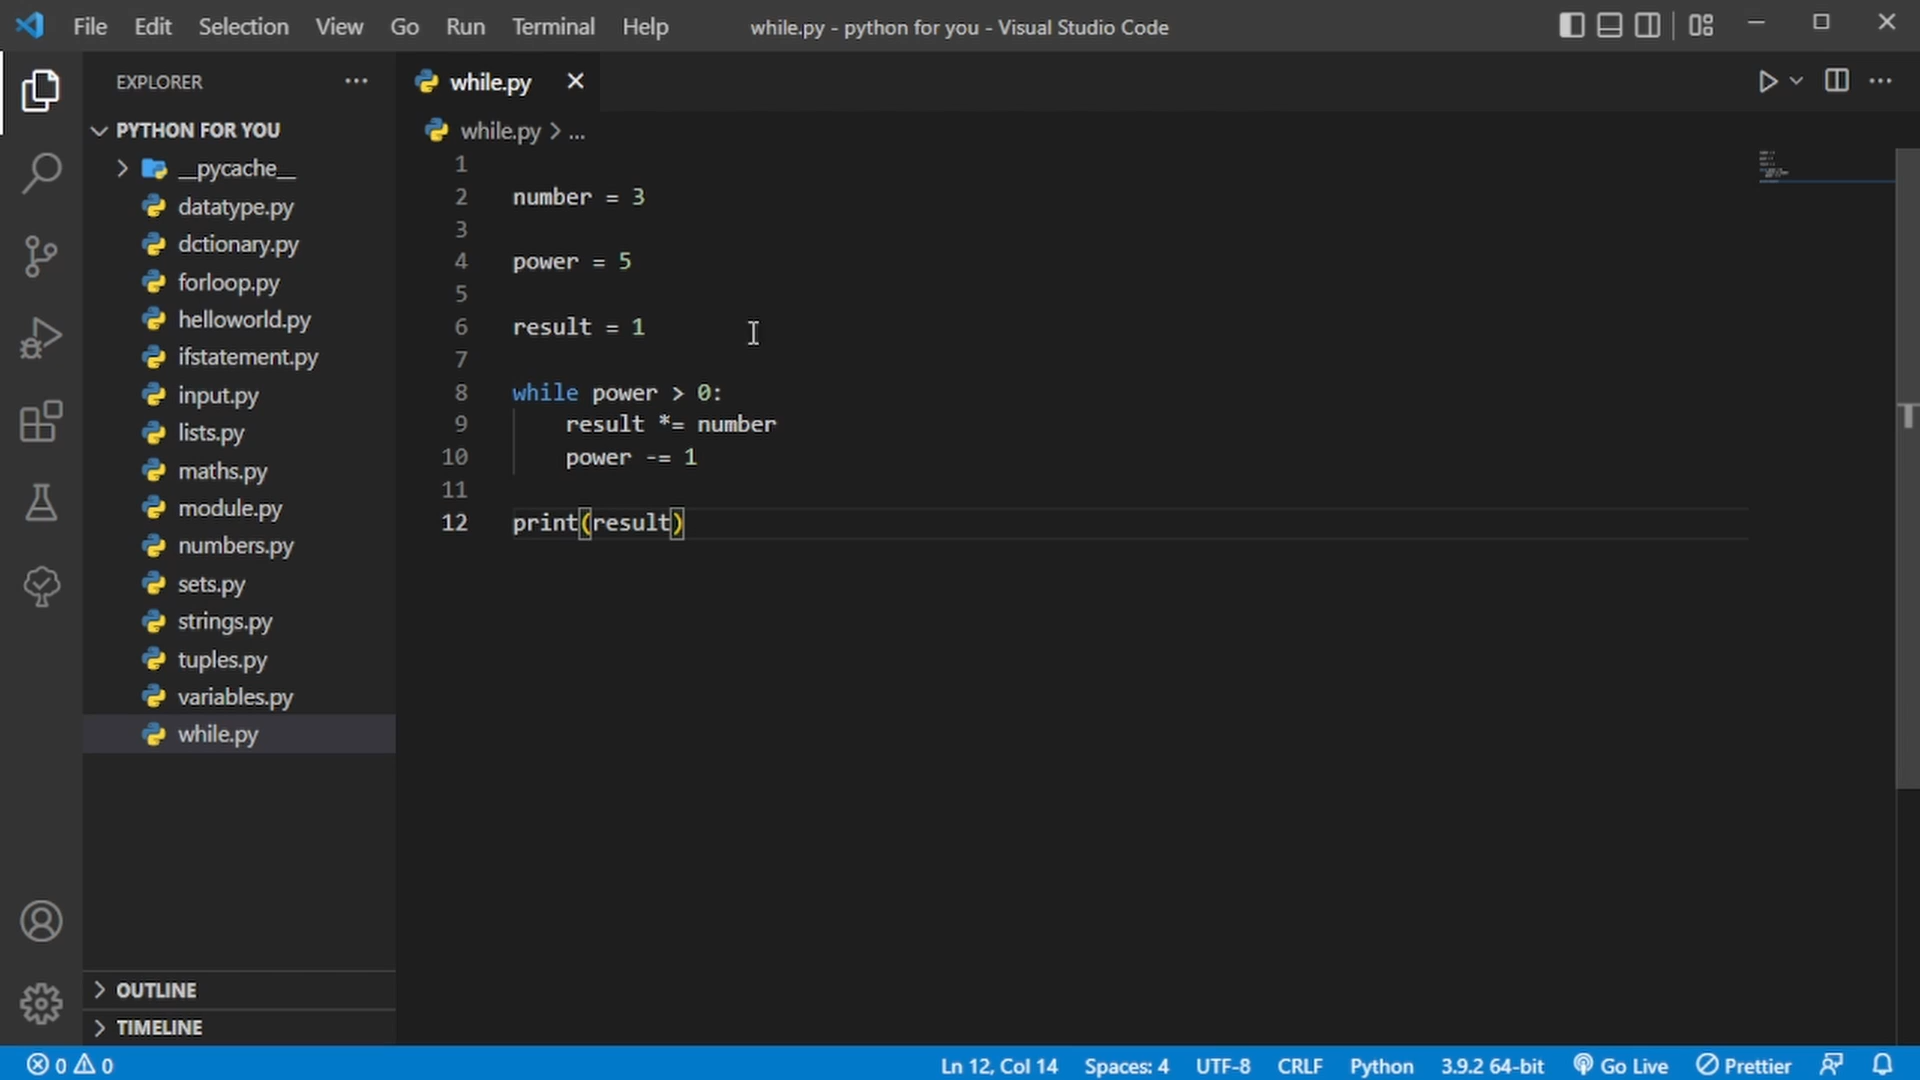 File Edit Selection View Go Run Terminal Help
while.py - python for you - Visual Studio Code
EXPLORER
PYTHON FOR YOU
__pycache__
datatype.py
dctionary.py
forloop.py
helloworld.py
ifstatement.py
input.py
lists.py
maths.py
module.py
numbers.py
sets.py
strings.py
tuples.py
variables.py
while.py
OUTLINE
TIMELINE
while.py
while.py > ...
1
2 number = 3
3
4 power = 5
5
6 result = 1
7
8 while power > 0:
9     result *= number
10     power -= 1
11
12 print(result)
0 0 Ln 12, Col 14 Spaces: 4 UTF-8 CRLF Python 3.9.2 64-bit Go Live Prettier